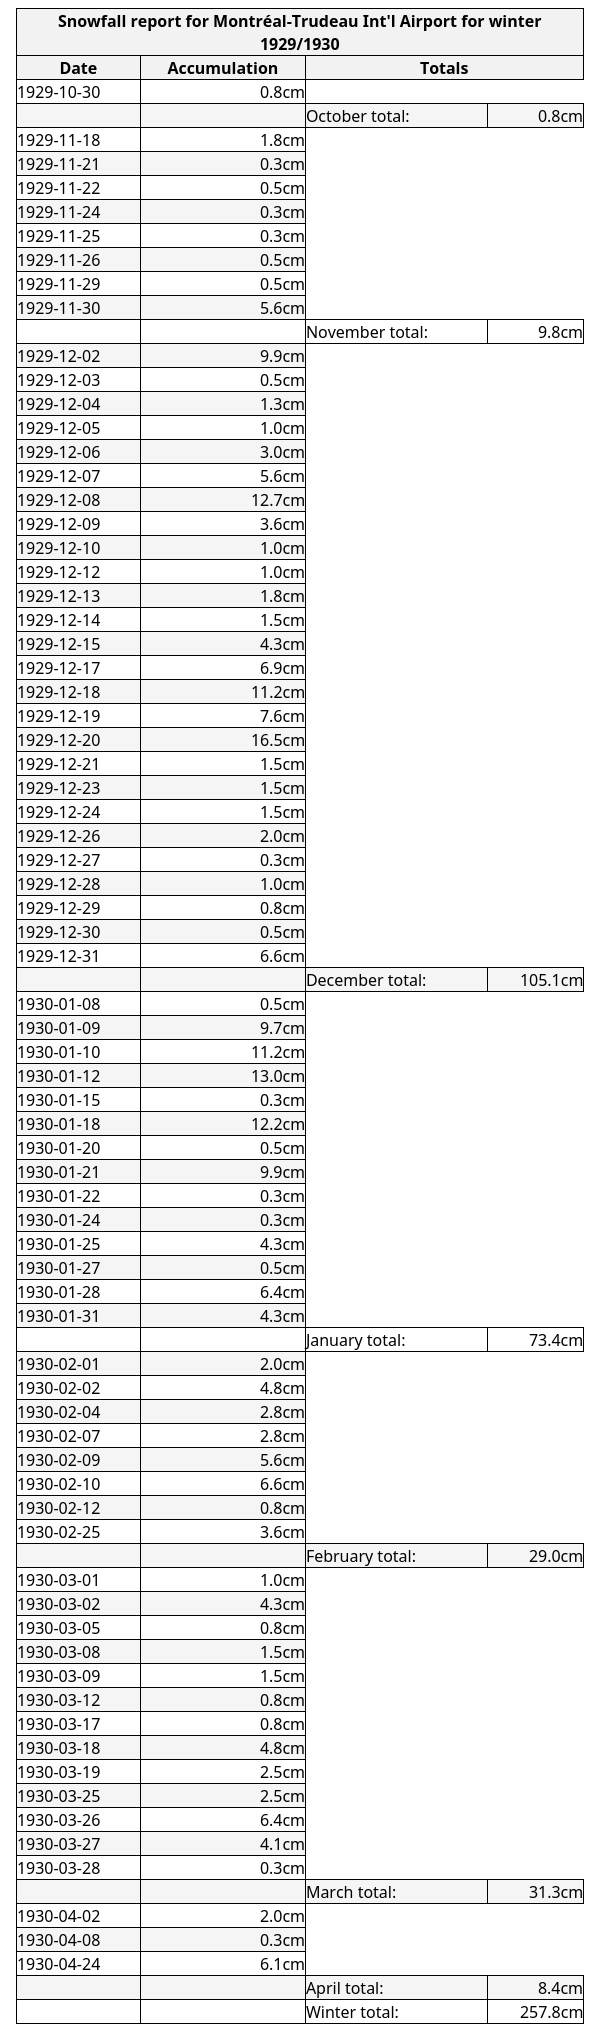 Snowfall report for Montréal-Trudeau Int'l Airport for winter
1929/1930
Date Accumulation Totals
1929-10-30 0.8cm
October total: 0.8cm
1929-11-18 1.8cm
1929-11-21 0.3cm
1929-11-22 0.5cm
1929-11-24 0.3cm
1929-11-25 0.3cm
1929-11-26 0.5cm
1929-11-29 0.5cm
1929-11-30 5.6cm
November total: 9.8cm
1929-12-02 9.9cm
1929-12-03 0.5cm
1929-12-04 1.3cm
1929-12-05 1.0cm
1929-12-06 3.0cm
1929-12-07 5.6cm
1929-12-08 12.7cm
1929-12-09 3.6cm
1929-12-10 1.0cm
1929-12-12 1.0cm
1929-12-13 1.8cm
1929-12-14 1.5cm
1929-12-15 4.3cm
1929-12-17 6.9cm
1929-12-18 11.2cm
1929-12-19 7.6cm
1929-12-20 16.5cm
1929-12-21 1.5cm
1929-12-23 1.5cm
1929-12-24 1.5cm
1929-12-26 2.0cm
1929-12-27 0.3cm
1929-12-28 1.0cm
1929-12-29 0.8cm
1929-12-30 0.5cm
1929-12-31 6.6cm
December total: 105.1cm
1930-01-08 0.5cm
1930-01-09 9.7cm
1930-01-10 11.2cm
1930-01-12 13.0cm
1930-01-15 0.3cm
1930-01-18 12.2cm
1930-01-20 0.5cm
1930-01-21 9.9cm
1930-01-22 0.3cm
1930-01-24 0.3cm
1930-01-25 4.3cm
1930-01-27 0.5cm
1930-01-28 6.4cm
1930-01-31 4.3cm
January total: 73.4cm
1930-02-01 2.0cm
1930-02-02 4.8cm
1930-02-04 2.8cm
1930-02-07 2.8cm
1930-02-09 5.6cm
1930-02-10 6.6cm
1930-02-12 0.8cm
1930-02-25 3.6cm
February total: 29.0cm
1930-03-01 1.0cm
1930-03-02 4.3cm
1930-03-05 0.8cm
1930-03-08 1.5cm
1930-03-09 1.5cm
1930-03-12 0.8cm
1930-03-17 0.8cm
1930-03-18 4.8cm
1930-03-19 2.5cm
1930-03-25 2.5cm
1930-03-26 6.4cm
1930-03-27 4.1cm
1930-03-28 0.3cm
March total: 31.3cm
1930-04-02 2.0cm
1930-04-08 0.3cm
1930-04-24 6.1cm
April total: 8.4cm
Winter total: 257.8cm